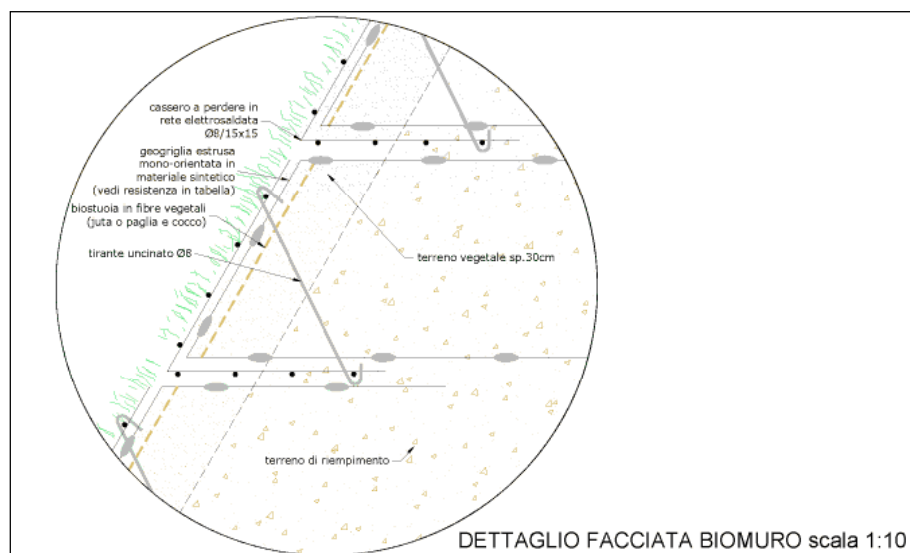 cassero a perdere in
rete elettrosaldata
Ø8/15x15
geogriglia estrusa
mono-orientata in
materiale sintetico
(vedi resistenza in tabella)
biostuoia in fibre vegetali
(juta o paglia e cocco)
tirante uncinato Ø8
terreno vegetale sp.30cm
terreno di riempimento
DETTAGLIO FACCIATA BIOMURO scala 1:10